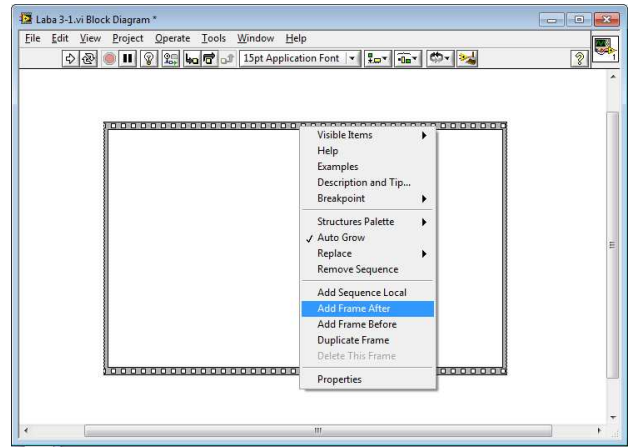 Laba 3-1.vi Block Diagram *
File Edit View Project Operate Tools Window Help
15pt Application Font
?
1
Visible Items
Help
Examples
Description and Tip...
Breakpoint
Structures Palette
Auto Grow
Replace
Remove Sequence
Add Sequence Local
Add Frame After
Add Frame Before
Duplicate Frame
Delete This Frame
Properties